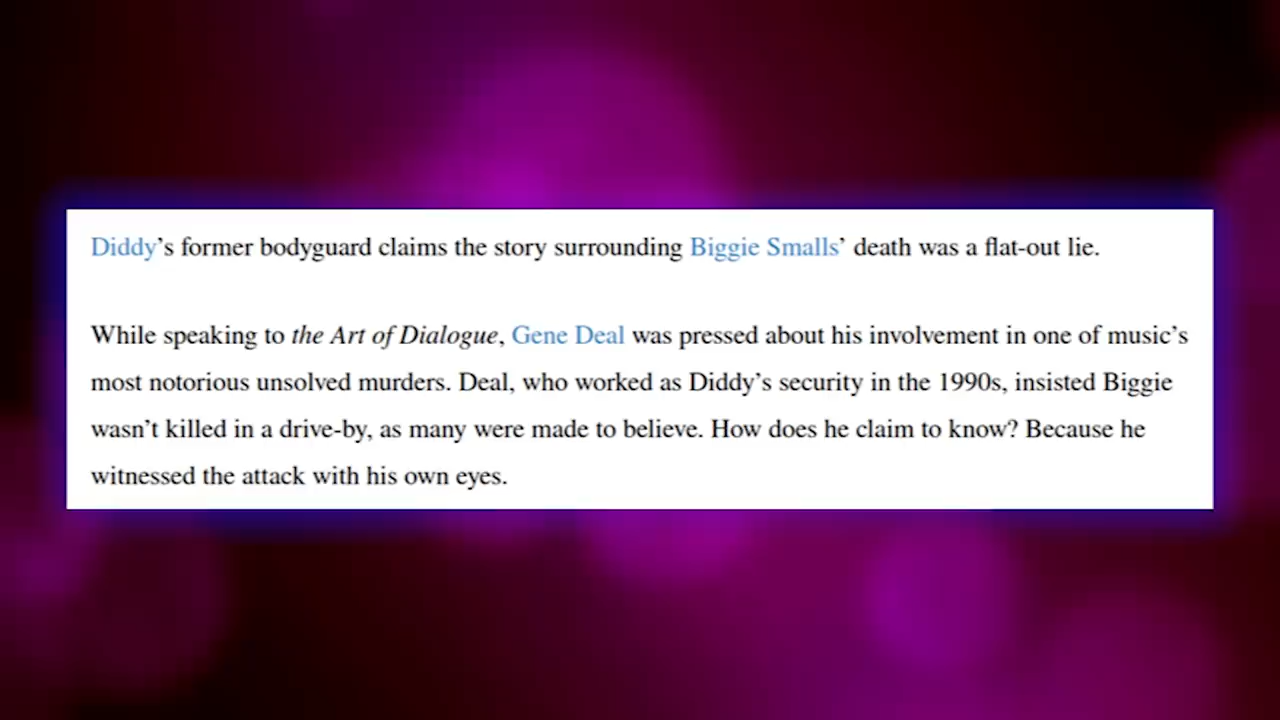 Diddy’s former bodyguard claims the story surrounding Biggie Smalls’ death was a flat-out lie.
While speaking to the Art of Dialogue, Gene Deal was pressed about his involvement in one of music’s
most notorious unsolved murders. Deal, who worked as Diddy’s security in the 1990s, insisted Biggie
wasn’t killed in a drive-by, as many were made to believe. How does he claim to know? Because he
witnessed the attack with his own eyes.